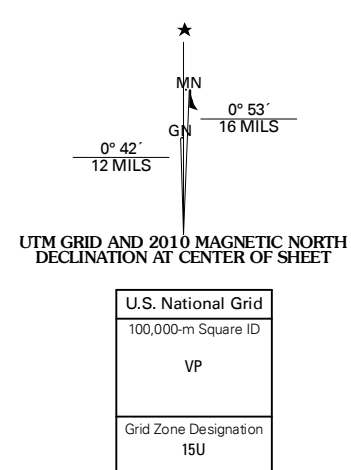 MN
0° 53´
16 MILS
GN
0° 42´
12 MILS
UTM GRID AND 2010 MAGNETIC NORTH
DECLINATION AT CENTER OF SHEET
U.S. National Grid
100,000-m Square ID
VP
Grid Zone Designation
15U